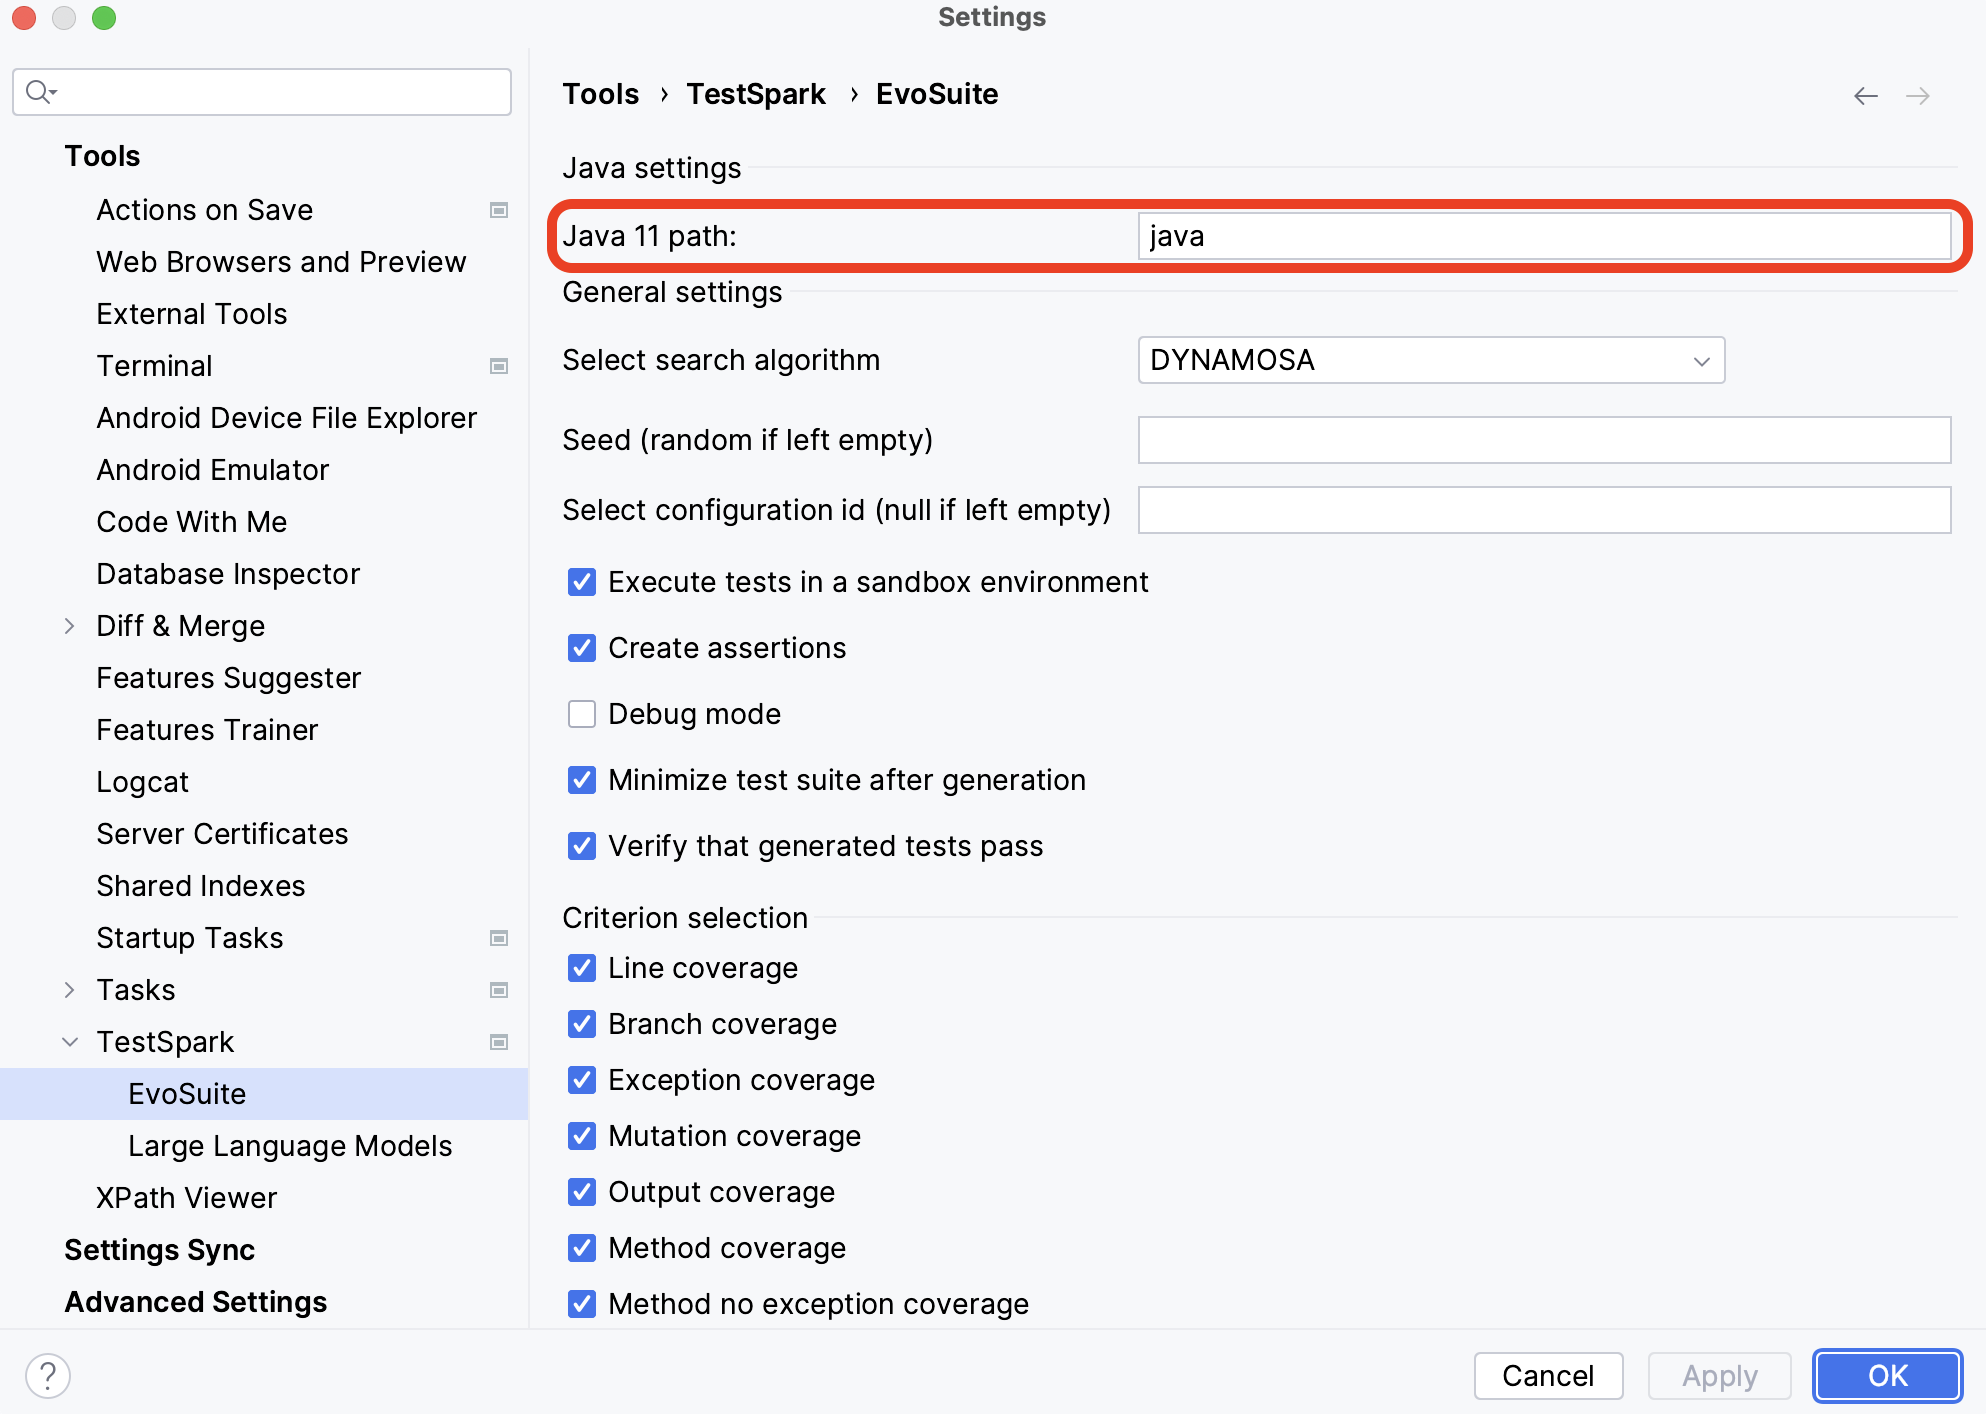 Settings
Tools
Actions on Save
Web Browsers and Preview
External Tools
Terminal
Android Device File Explorer
Android Emulator
Code With Me
Database Inspector
Diff & Merge
Features Suggester
Features Trainer
Logcat
Server Certificates
Shared Indexes
Startup Tasks
Tasks
TestSpark
EvoSuite
Large Language Models
XPath Viewer
Settings Sync
Advanced Settings
Tools › TestSpark › EvoSuite
Java settings
Java 11 path: java
General settings
Select search algorithm DYNAMOSA
Seed (random if left empty)
Select configuration id (null if left empty)
Execute tests in a sandbox environment
Create assertions
Debug mode
Minimize test suite after generation
Verify that generated tests pass
Criterion selection
Line coverage
Branch coverage
Exception coverage
Mutation coverage
Output coverage
Method coverage
Method no exception coverage
? Cancel Apply OK